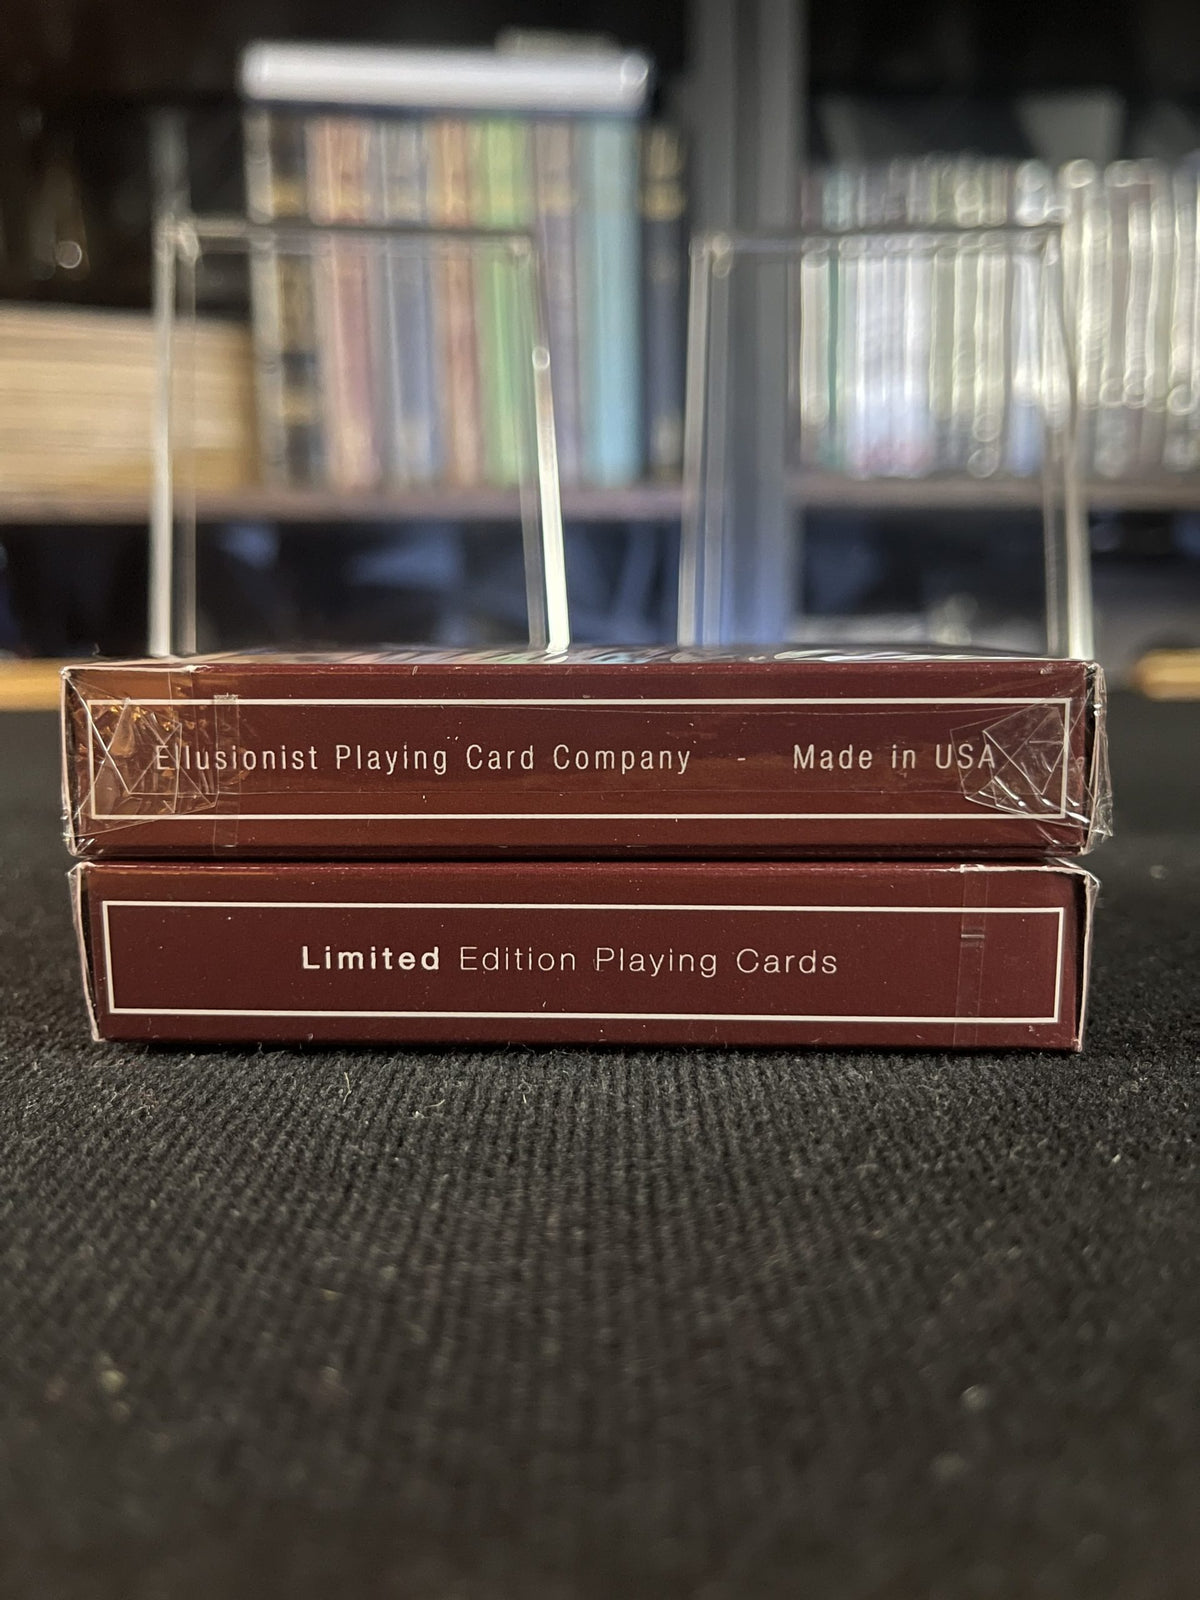 Ellusionist Playing Card Company - Made in USA
Limited Edition Playing Cards